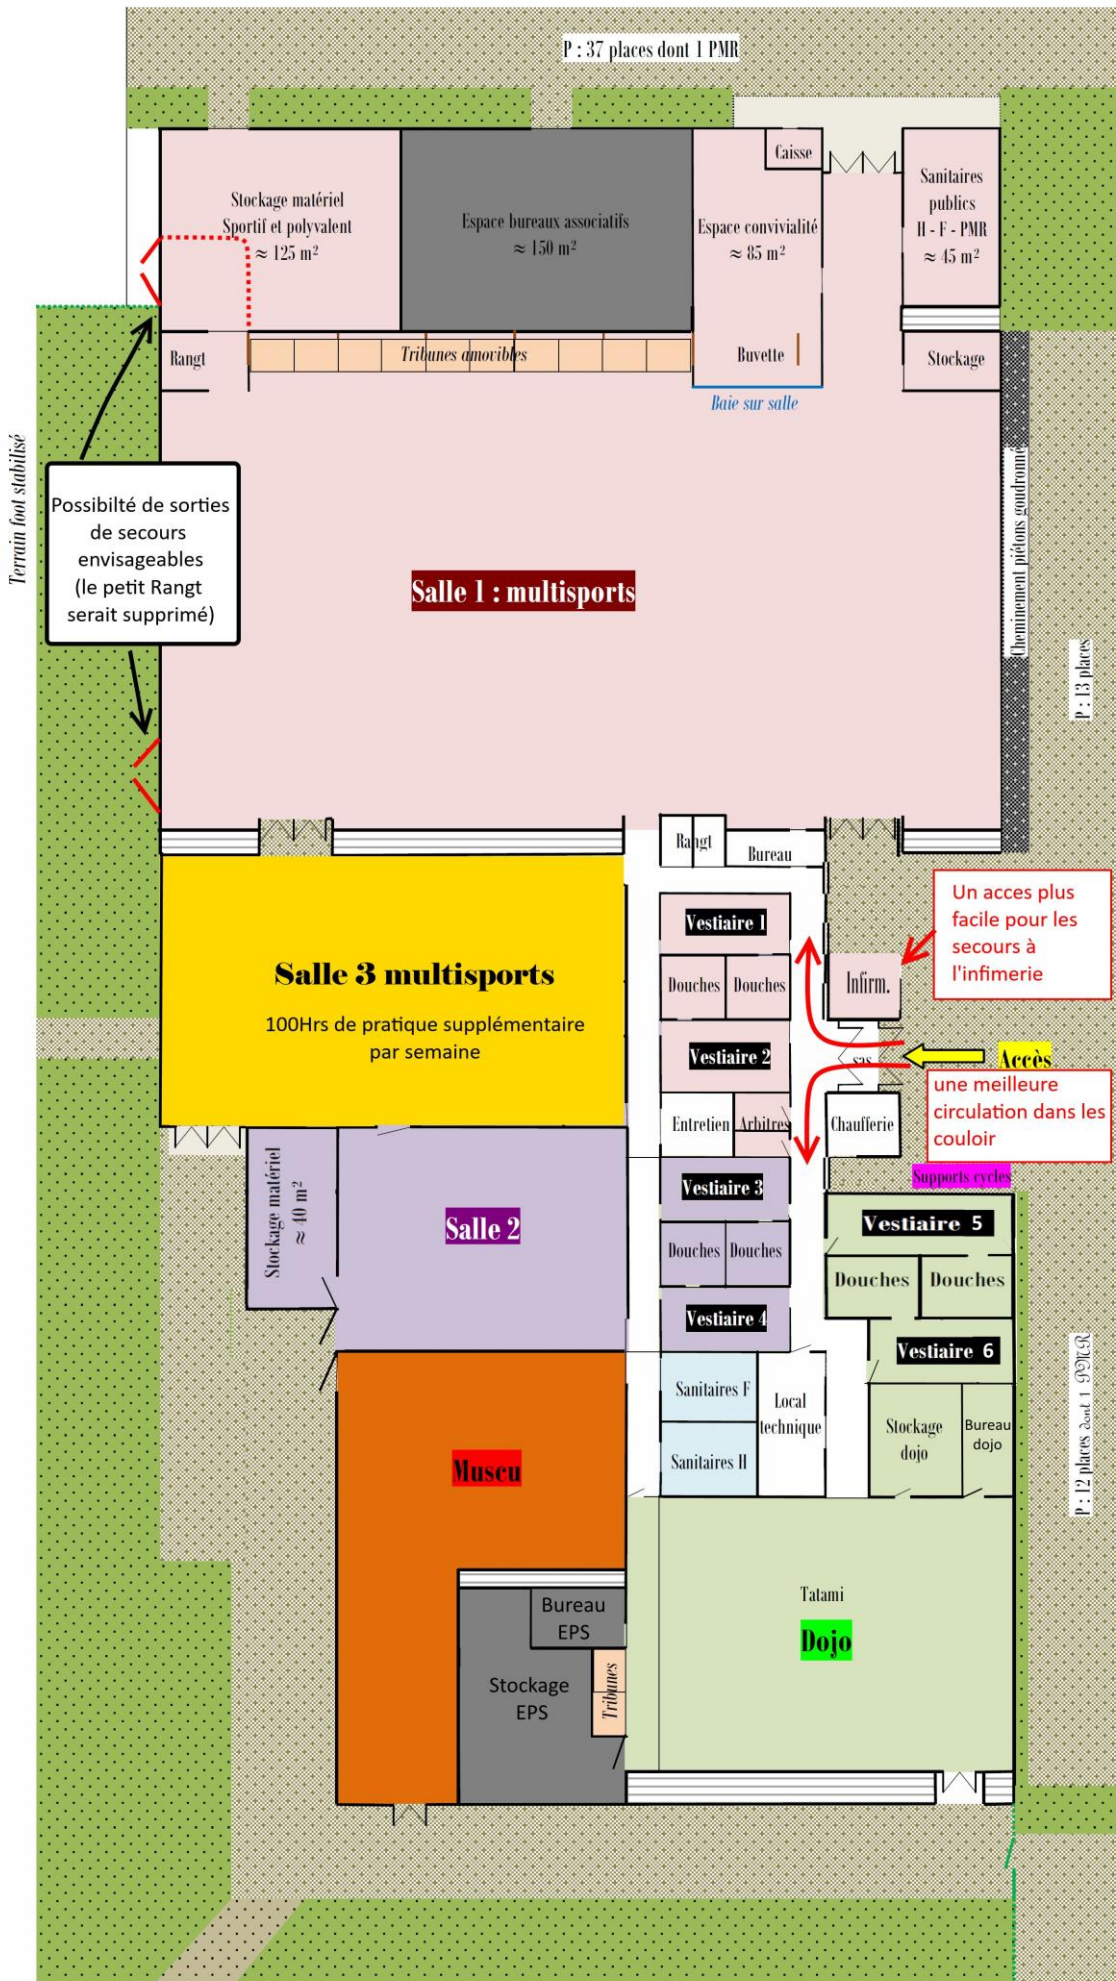 P : 37 places dont 1 PMR
Caisse
Stockage matériel
Sportif et polyvalent
≈ 125 m²
Espace bureaux associatifs
≈ 150 m²
Espace convivialité
≈ 85 m²
Sanitaires
publics
H - F - PMR
≈ 45 m²
Rangt
Tribunes amovibles
Buvette
Stockage
Baie sur salle
Terrain foot stabilisé
Cheminement piétons goudronné
Possibilté de sorties
de secours
envisageables
(le petit Rangt
serait supprimé)
Salle 1 : multisports
P : 13 places
Rangt
Bureau
Vestiaire 1
Un acces plus
facile pour les
secours à
l'infimerie
Salle 3 multisports
100Hrs de pratique supplémentaire
par semaine
Douches
Douches
Infirm.
Vestiaire 2
sas
Accès
une meilleure
circulation dans les
couloir
Entretien
Arbitres
Chaufferie
Supports cycles
Stockage matériel
≈ 40 m²
Salle 2
Vestiaire 3
Vestiaire 5
Douches
Douches
Douches
Douches
Vestiaire 4
Vestiaire 6
P : 12 places dont 1 PMR
Sanitaires F
Local
technique
Stockage
dojo
Bureau
dojo
Sanitaires H
Muscu
Tatami
Dojo
Bureau
EPS
Stockage
EPS
Tribunes